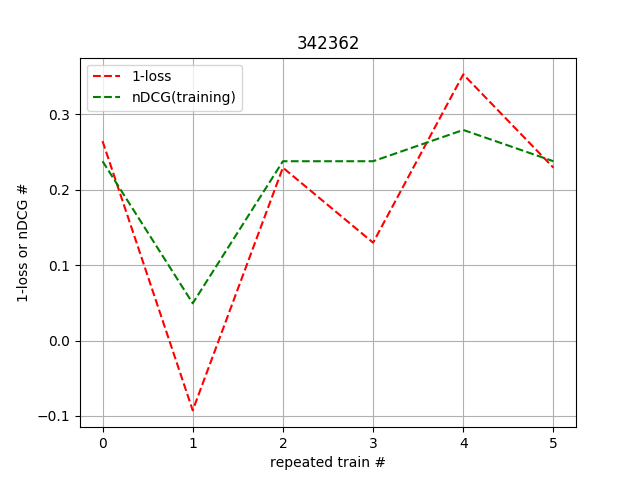 342362
1-loss
nDCG(training)
0.3
0.2
0.1
0.0
−0.1
1-loss or nDCG #
0 1 2 3 4 5
repeated train #